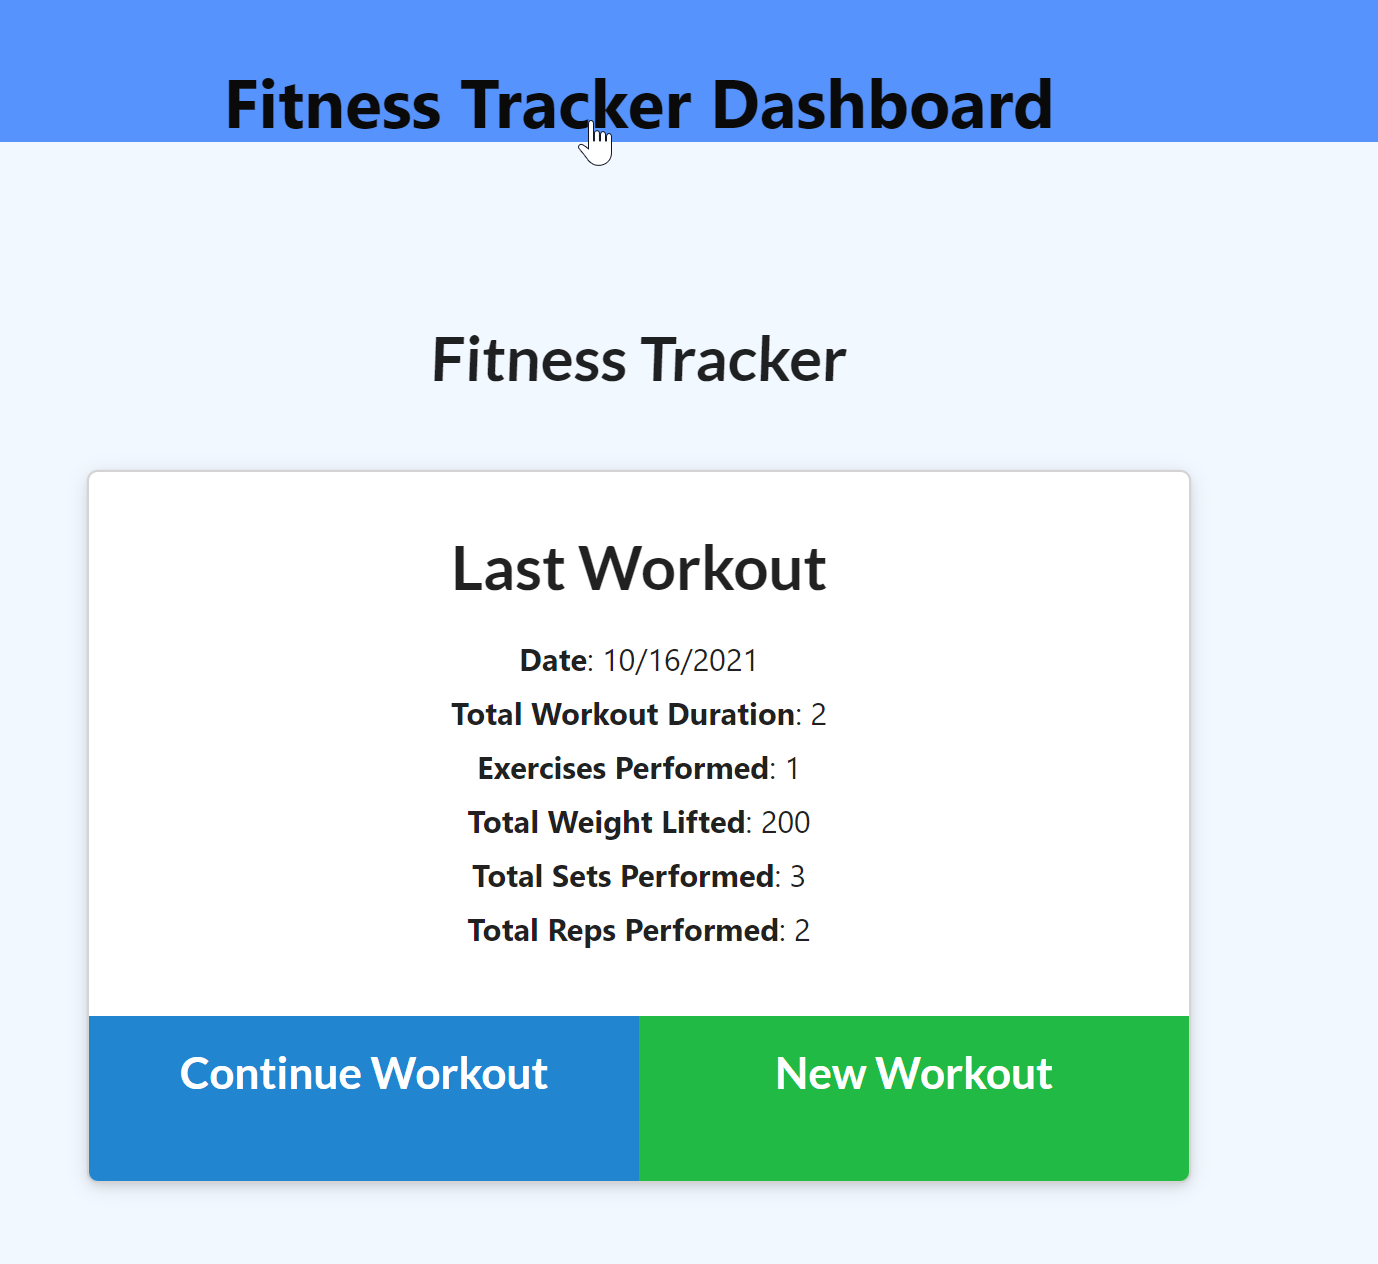 Fitness Tracker Dashboard
Fitness Tracker
Last Workout
Date: 10/16/2021
Total Workout Duration: 2
Exercises Performed: 1
Total Weight Lifted: 200
Total Sets Performed: 3
Total Reps Performed: 2
Continue Workout
New Workout